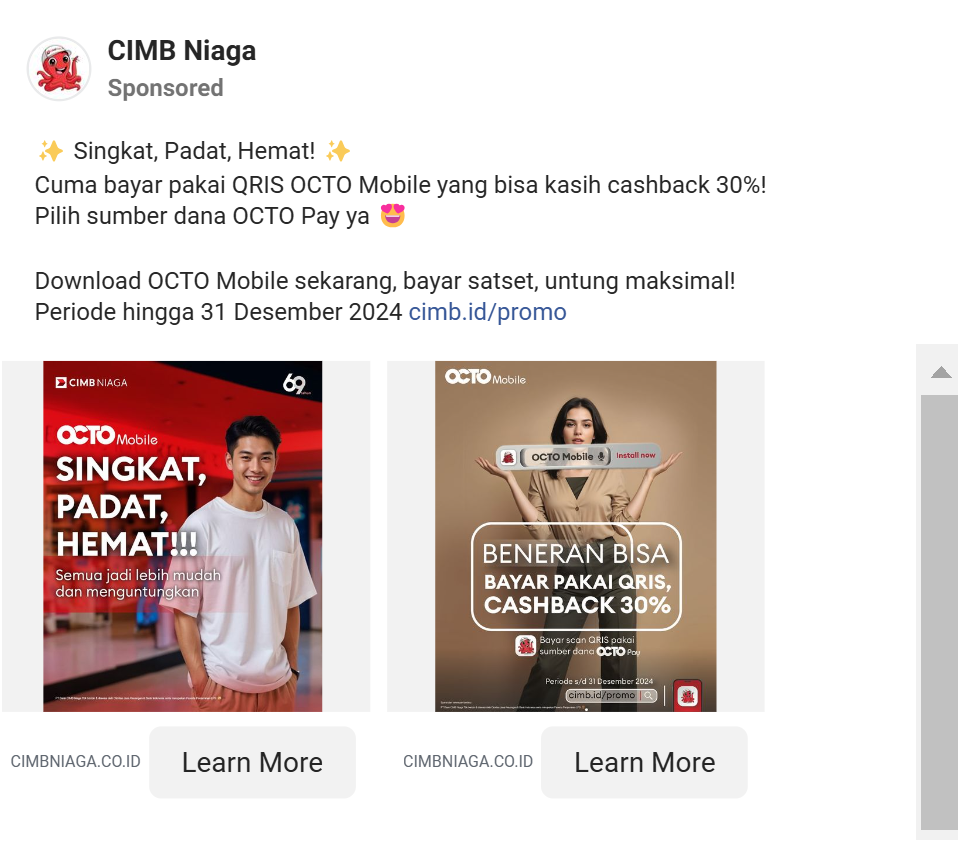 CIMB Niaga
Sponsored
✨ Singkat, Padat, Hemat! ✨
Cuma bayar pakai QRIS OCTO Mobile yang bisa kasih cashback 30%!
Pilih sumber dana OCTO Pay ya 😍
Download OCTO Mobile sekarang, bayar satset, untung maksimal!
Periode hingga 31 Desember 2024 cimb.id/promo
CIMB NIAGA
69
OCTO Mobile
SINGKAT,
PADAT,
HEMAT!!!
Semua jadi lebih mudah
dan menguntungkan
CIMBNIAGA.CO.ID
Learn More
OCTO Mobile
OCTO Mobile
Install now
BENERAN BISA
BAYAR PAKAI QRIS,
CASHBACK 30%
Bayar scan QRIS pakai
sumber dana OCTO Pay
Periode s/d 31 Desember 2024
cimb.id/promo
CIMBNIAGA.CO.ID
Learn More